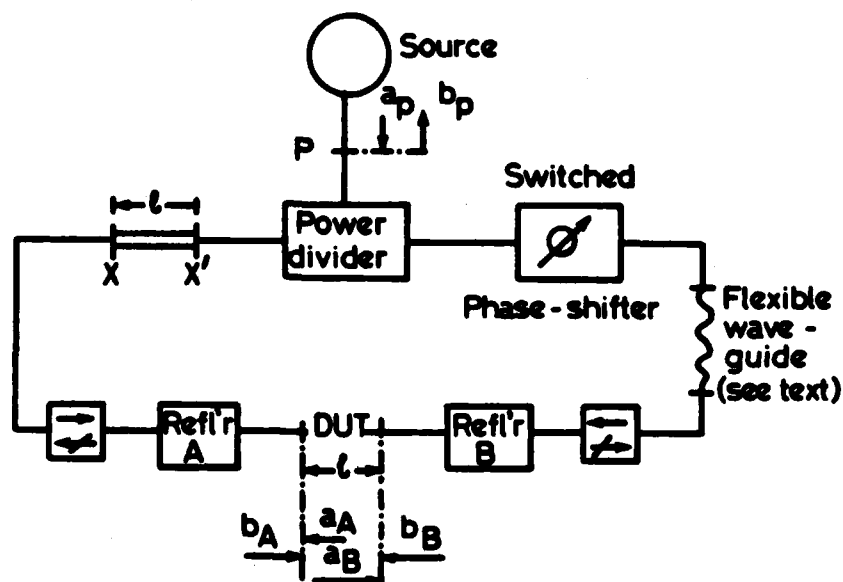 Source
a_p b_p
P
Switched
ℓ
Power
divider
X X'
Phase-shifter
Flexible
wave-
guide
(see text)
Refl'r
A
DUT
Refl'r
B
ℓ
b_A a_A b_B
a_B